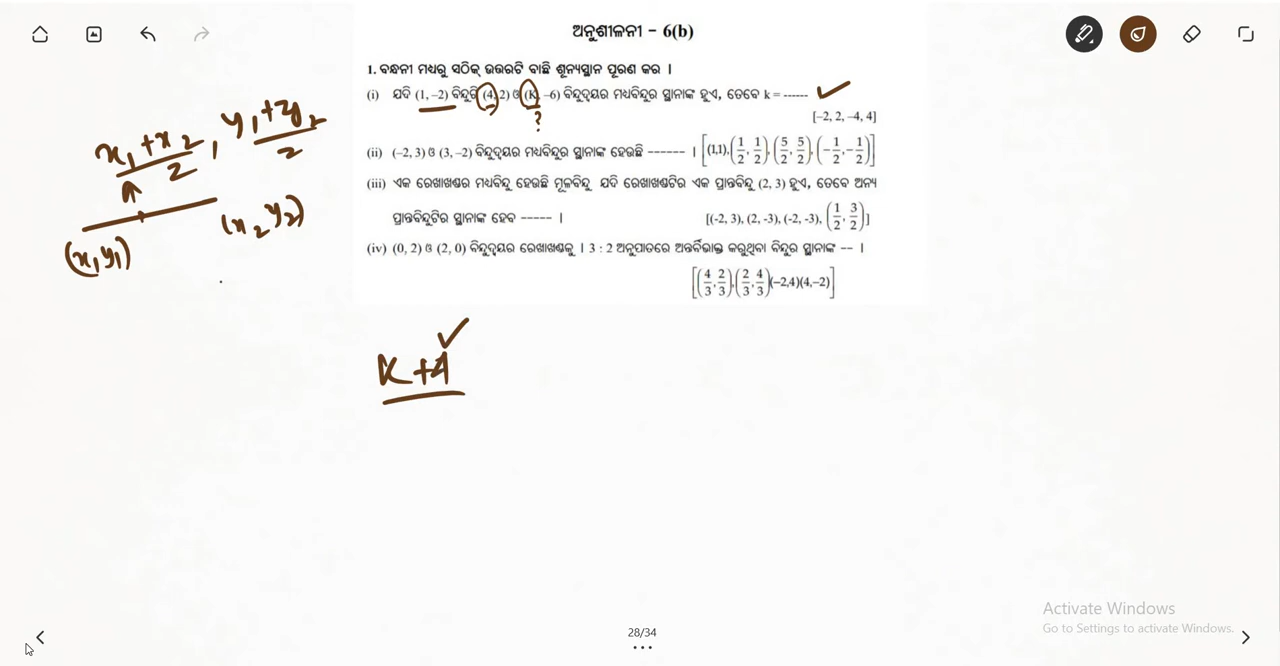 ଅନୁଶୀଳନୀ – 6(b)
1. ବନ୍ଧନୀ ମଧ୍ୟରୁ ସଠିକ୍ ଉତ୍ତରଟି ବାଛି ଶୂନ୍ୟସ୍ଥାନ ପୂରଣ କର ।
(i) ଯଦି (1, –2) ବିନ୍ଦୁଟି (4, 2) ଓ (K, –6) ବିନ୍ଦୁଦ୍ୱୟର ମଧ୍ୟବିନ୍ଦୁର ସ୍ଥାନାଙ୍କ ହୁଏ, ତେବେ k = ------
?
[–2, 2, –4, 4]
(ii) (–2, 3) ଓ (3, –2) ବିନ୍ଦୁଦ୍ୱୟର ମଧ୍ୟବିନ୍ଦୁର ସ୍ଥାନାଙ୍କ ହେଉଛି ------ । [(1,1), (1/2, 1/2), (5/2, 5/2), (–1/2, –1/2)]
(iii) ଏକ ରେଖାଖଣ୍ଡର ମଧ୍ୟବିନ୍ଦୁ ହେଉଛି ମୂଳବିନ୍ଦୁ ଯଦି ରେଖାଖଣ୍ଡଟିର ଏକ ପ୍ରାନ୍ତବିନ୍ଦୁ (2, 3) ହୁଏ, ତେବେ ଅନ୍ୟ
ପ୍ରାନ୍ତବିନ୍ଦୁଟିର ସ୍ଥାନାଙ୍କ ହେବ ----- । [(-2, 3), (2, -3), (-2, -3), (1/2, 3/2)]
(iv) (0, 2) ଓ (2, 0) ବିନ୍ଦୁଦ୍ୱୟର ରେଖାଖଣ୍ଡକୁ । 3 : 2 ଅନୁପାତରେ ଅନ୍ତର୍ବିଭାକ୍ତ କରୁଥିବା ବିନ୍ଦୁର ସ୍ଥାନାଙ୍କ -- ।
[(4/3, 2/3), (2/3, 4/3)(–2,4)(4,–2)]
x₁+x₂/2, y₁+y₂/2
(x₁y₁) (x₂y₂)
K+4
Activate Windows
Go to Settings to activate Windows.
28/34